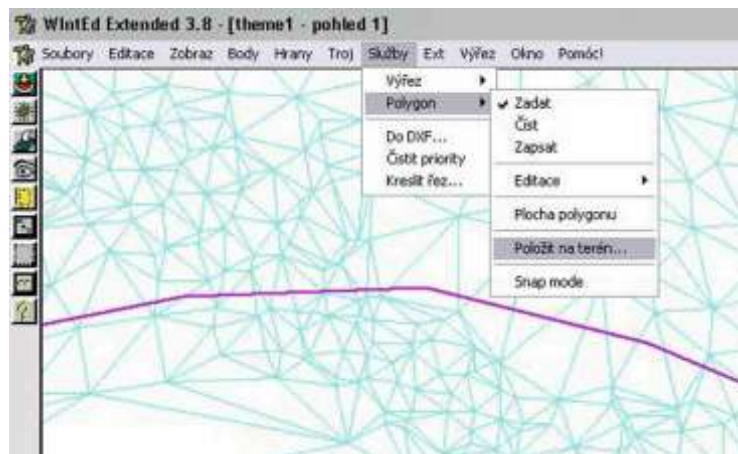 WIntEd Extended 3.8 - [theme1 - pohled 1]
Soubory Editace Zobraz Body Hrany Troj Služby Ext Výřez Okno Pomóc!
Výřez
Polygon
Do DXF...
Čistit priority
Kreslit řez...
Zadat
Číst
Zapsat
Editace
Plocha polygonu
Položit na terén...
Snap mode